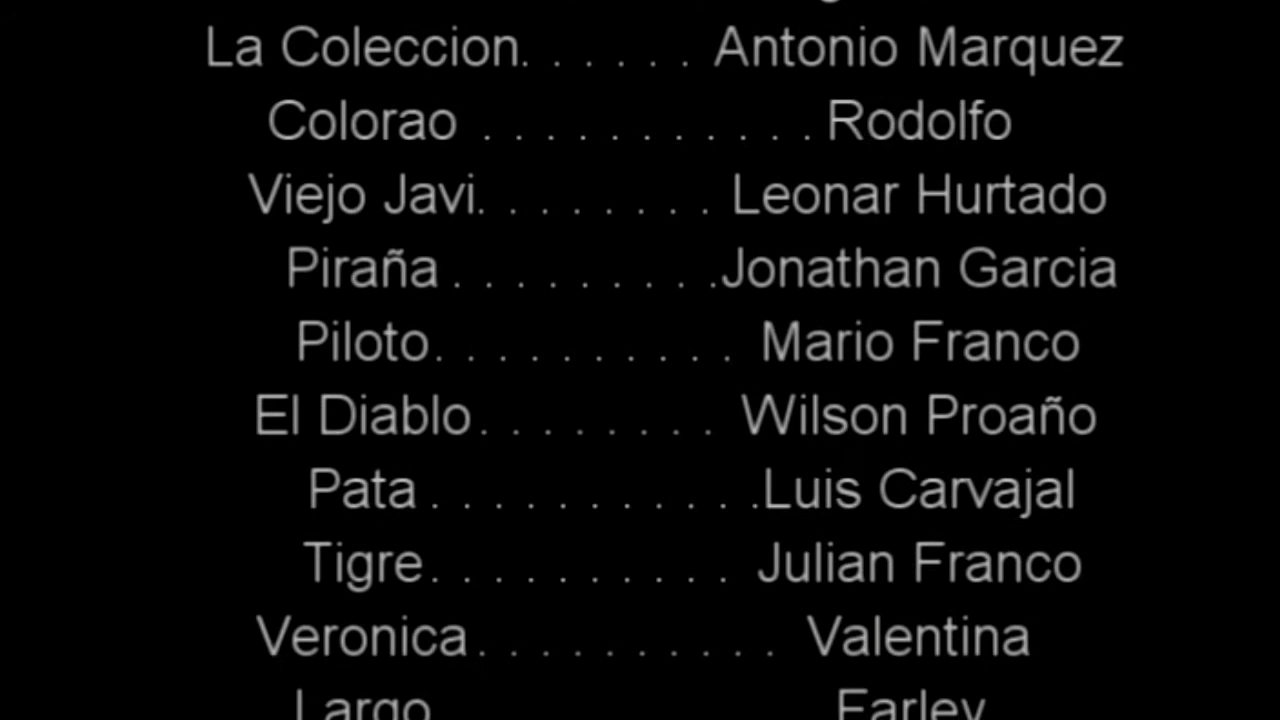 La Coleccion. . . . . . Antonio Marquez
Colorao . . . . . . . . . . . Rodolfo
Viejo Javi. . . . . . . . Leonar Hurtado
Piraña . . . . . . . . .Jonathan Garcia
Piloto. . . . . . . . . . Mario Franco
El Diablo. . . . . . . . Wilson Proaño
Pata . . . . . . . . . . .Luis Carvajal
Tigre. . . . . . . . . . Julian Franco
Veronica. . . . . . . . . . Valentina
Largo Farley